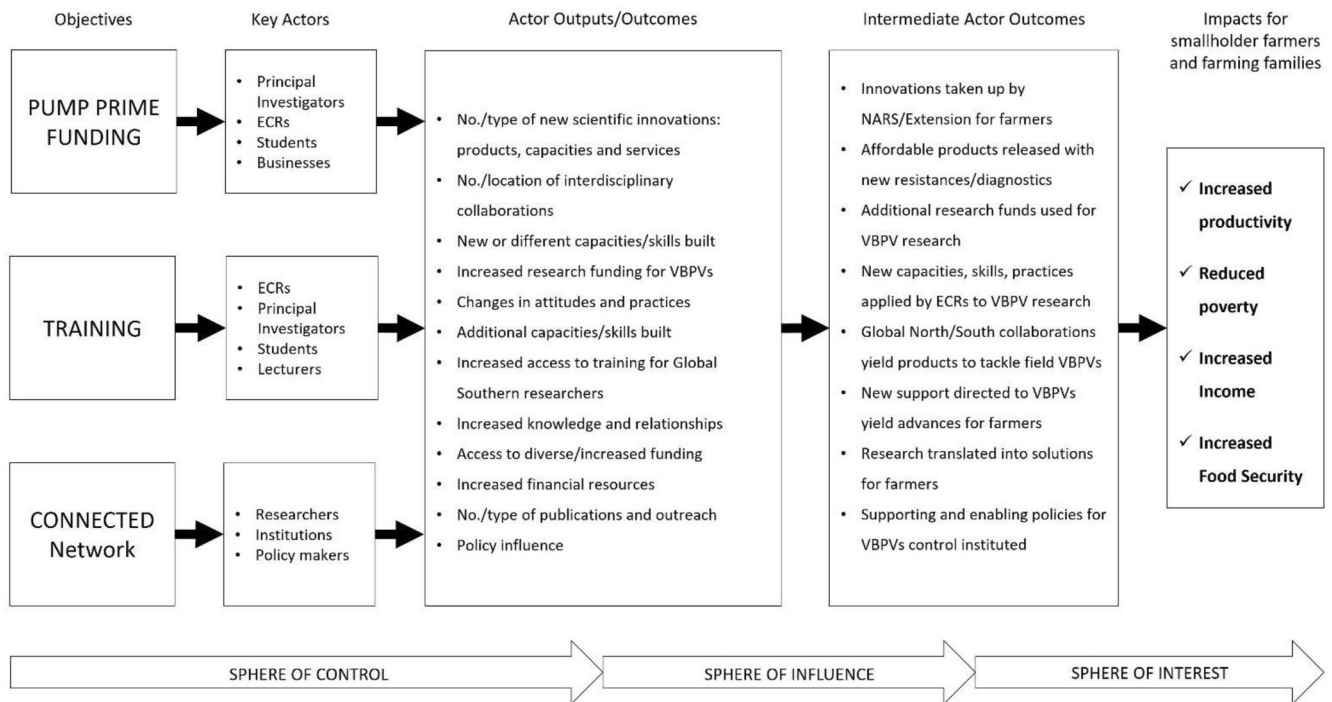 Objectives
Key Actors
Actor Outputs/Outcomes
Intermediate Actor Outcomes
Impacts for
smallholder farmers
and farming families
PUMP PRIME
FUNDING
• Principal
Investigators
• ECRs
• Students
• Businesses
TRAINING
• ECRs
• Principal
Investigators
• Students
• Lecturers
CONNECTED
Network
• Researchers
• Institutions
• Policy makers
• No./type of new scientific innovations:
products, capacities and services
• No./location of interdisciplinary
collaborations
• New or different capacities/skills built
• Increased research funding for VBPVs
• Changes in attitudes and practices
• Additional capacities/skills built
• Increased access to training for Global
Southern researchers
• Increased knowledge and relationships
• Access to diverse/increased funding
• Increased financial resources
• No./type of publications and outreach
• Policy influence
• Innovations taken up by
NARS/Extension for farmers
• Affordable products released with
new resistances/diagnostics
• Additional research funds used for
VBPV research
• New capacities, skills, practices
applied by ECRs to VBPV research
• Global North/South collaborations
yield products to tackle field VBPVs
• New support directed to VBPVs
yield advances for farmers
• Research translated into solutions
for farmers
• Supporting and enabling policies for
VBPVs control instituted
✓ Increased
productivity
✓ Reduced
poverty
✓ Increased
Income
✓ Increased
Food Security
SPHERE OF CONTROL
SPHERE OF INFLUENCE
SPHERE OF INTEREST